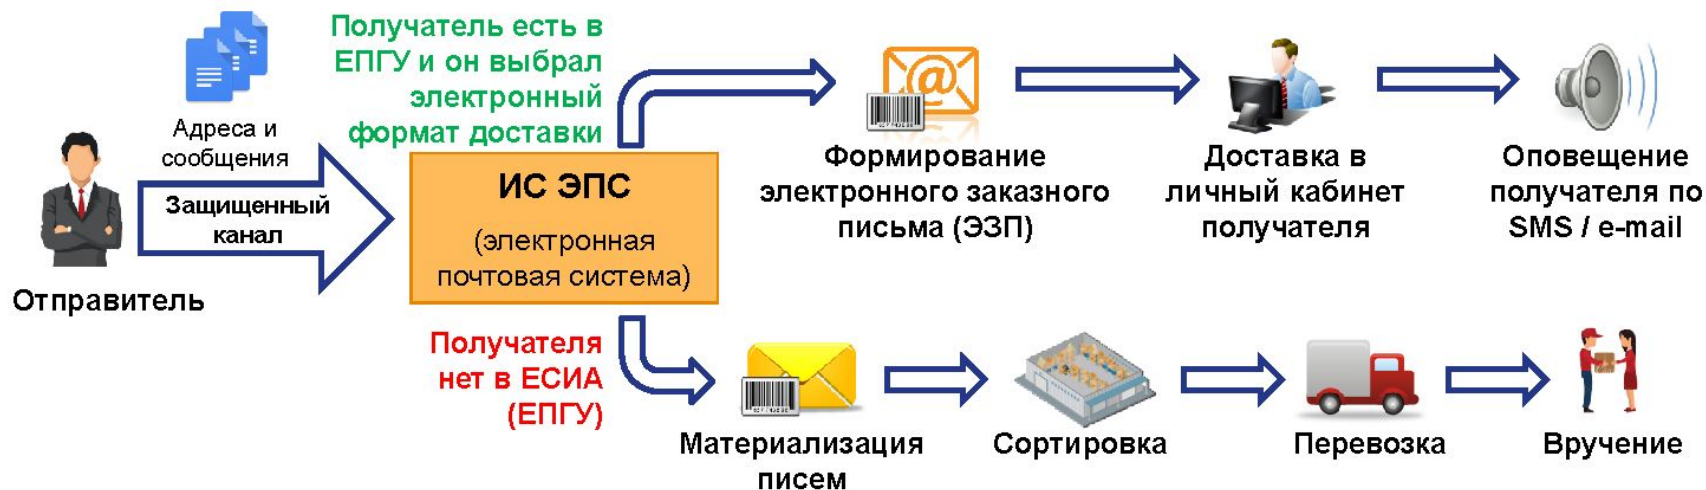 Получатель есть в
ЕПГУ и он выбрал
электронный
формат доставки
Адреса и
сообщения
Защищенный
канал
Отправитель
ИС ЭПС
(электронная
почтовая система)
Формирование
электронного заказного
письма (ЭЗП)
Доставка в
личный кабинет
получателя
Оповещение
получателя по
SMS / e-mail
Получателя
нет в ЕСИА
(ЕПГУ)
Материализация
писем
Сортировка
Перевозка
Вручение